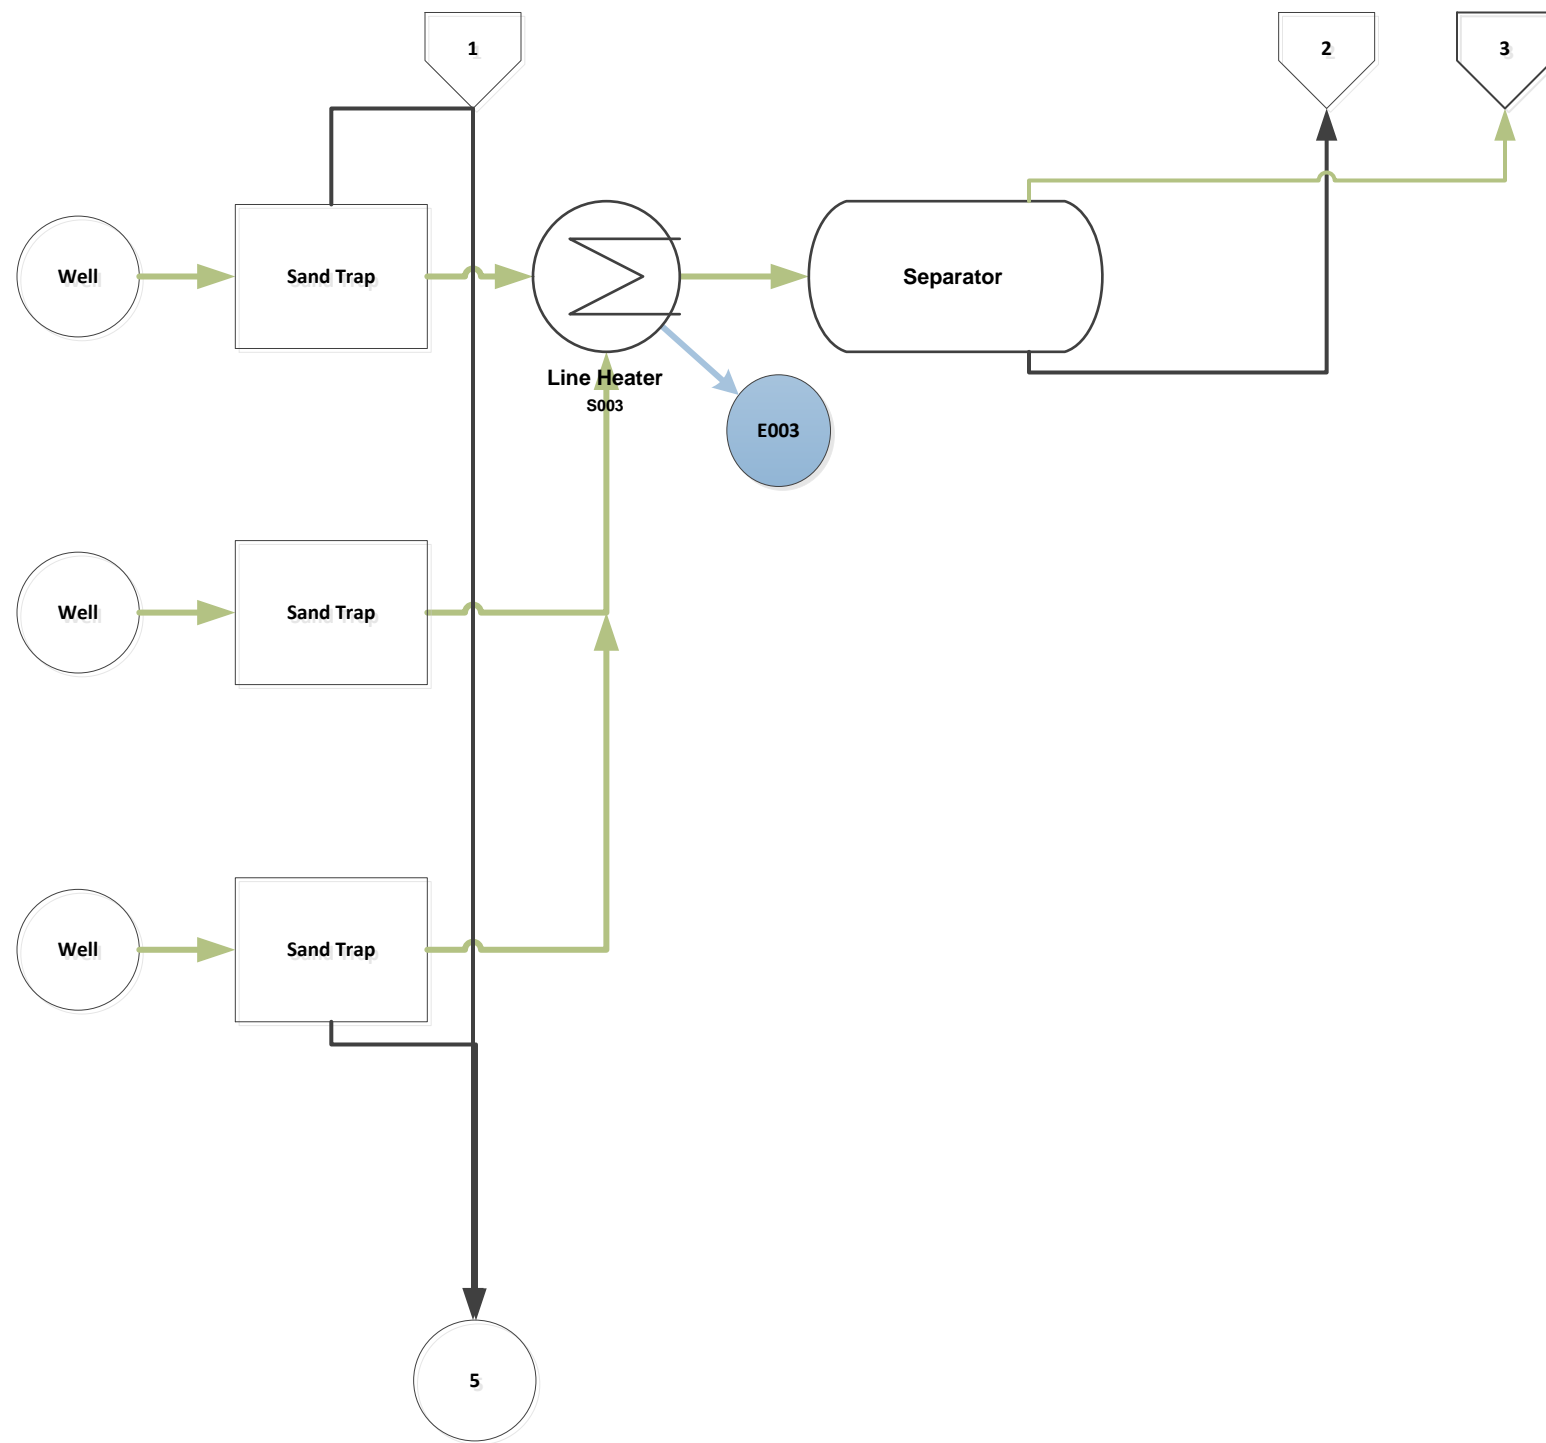 1
2
3
Well
Sand Trap
Separator
Line Heater
S003
E003
Well
Sand Trap
Well
Sand Trap
5